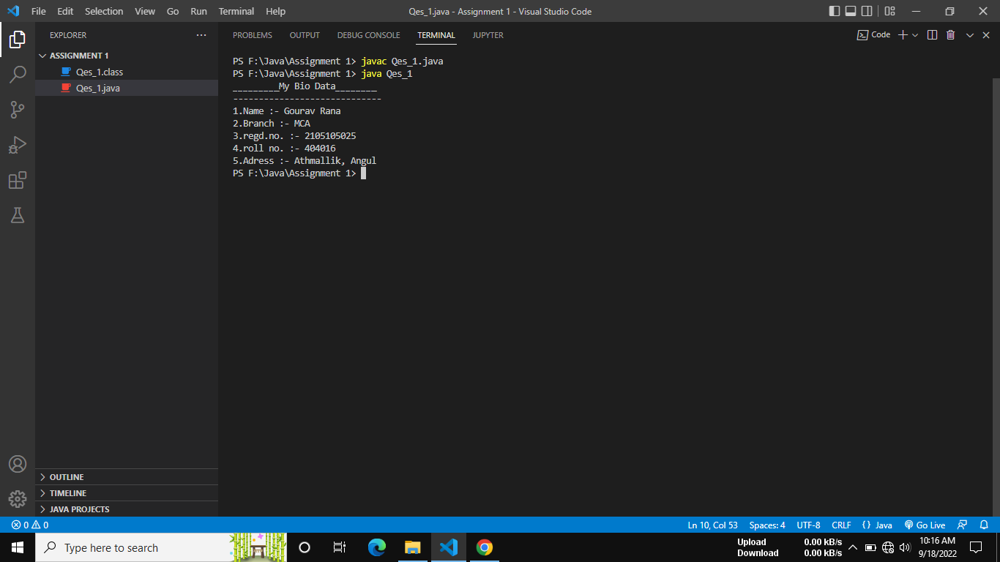 File Edit Selection View Go Run Terminal Help
Qes_1.java - Assignment 1 - Visual Studio Code
EXPLORER
ASSIGNMENT 1
Qes_1.class
Qes_1.java
OUTLINE
TIMELINE
JAVA PROJECTS
PROBLEMS OUTPUT DEBUG CONSOLE TERMINAL JUPYTER
Code
PS F:\Java\Assignment 1> javac Qes_1.java
PS F:\Java\Assignment 1> java Qes_1
_________My Bio Data________
-----------------------------
1.Name :- Gourav Rana
2.Branch :- MCA
3.regd.no. :- 2105105025
4.roll no. :- 404016
5.Adress :- Athmallik, Angul
PS F:\Java\Assignment 1>
0 0 Ln 10, Col 53 Spaces: 4 UTF-8 CRLF {} Java Go Live
Type here to search
Upload 0.00 kB/s
Download 0.00 kB/s
10:16 AM
9/18/2022